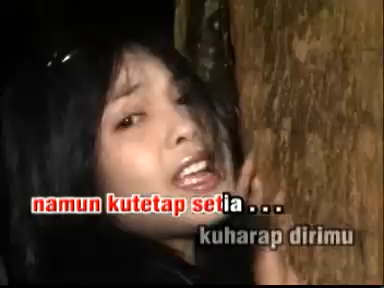 namun kutetap setia . . .
kuharap dirimu